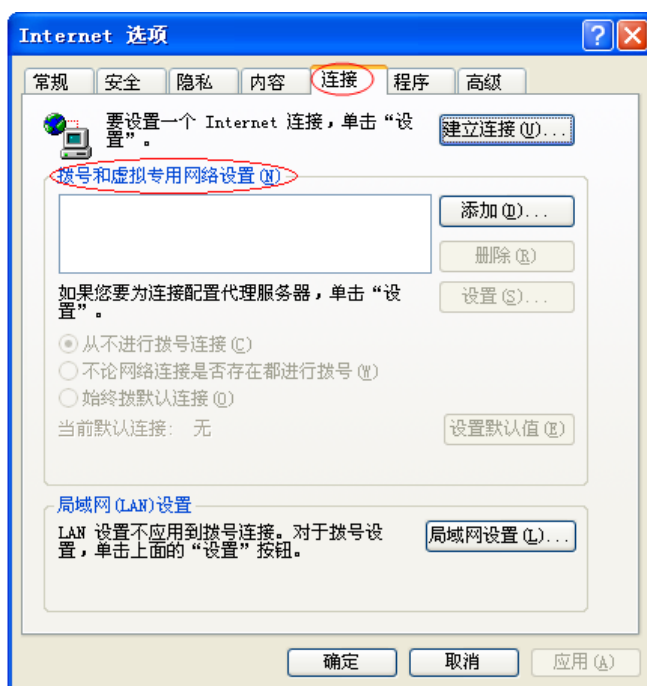 Internet 选项
常规 安全 隐私 内容 连接 程序 高级
要设置一个 Internet 连接，单击“设
置”。
建立连接(U)...
拨号和虚拟专用网络设置(N)
添加(D)...
删除(R)
如果您要为连接配置代理服务器，单击“设
置”。
设置(S)...
从不进行拨号连接(C)
不论网络连接是否存在都进行拨号(W)
始终拨默认连接(O)
当前默认连接: 无
设置默认值(E)
局域网(LAN)设置
LAN 设置不应用到拨号连接。对于拨号设
置，单击上面的“设置”按钮。
局域网设置(L)...
确定 取消 应用(A)